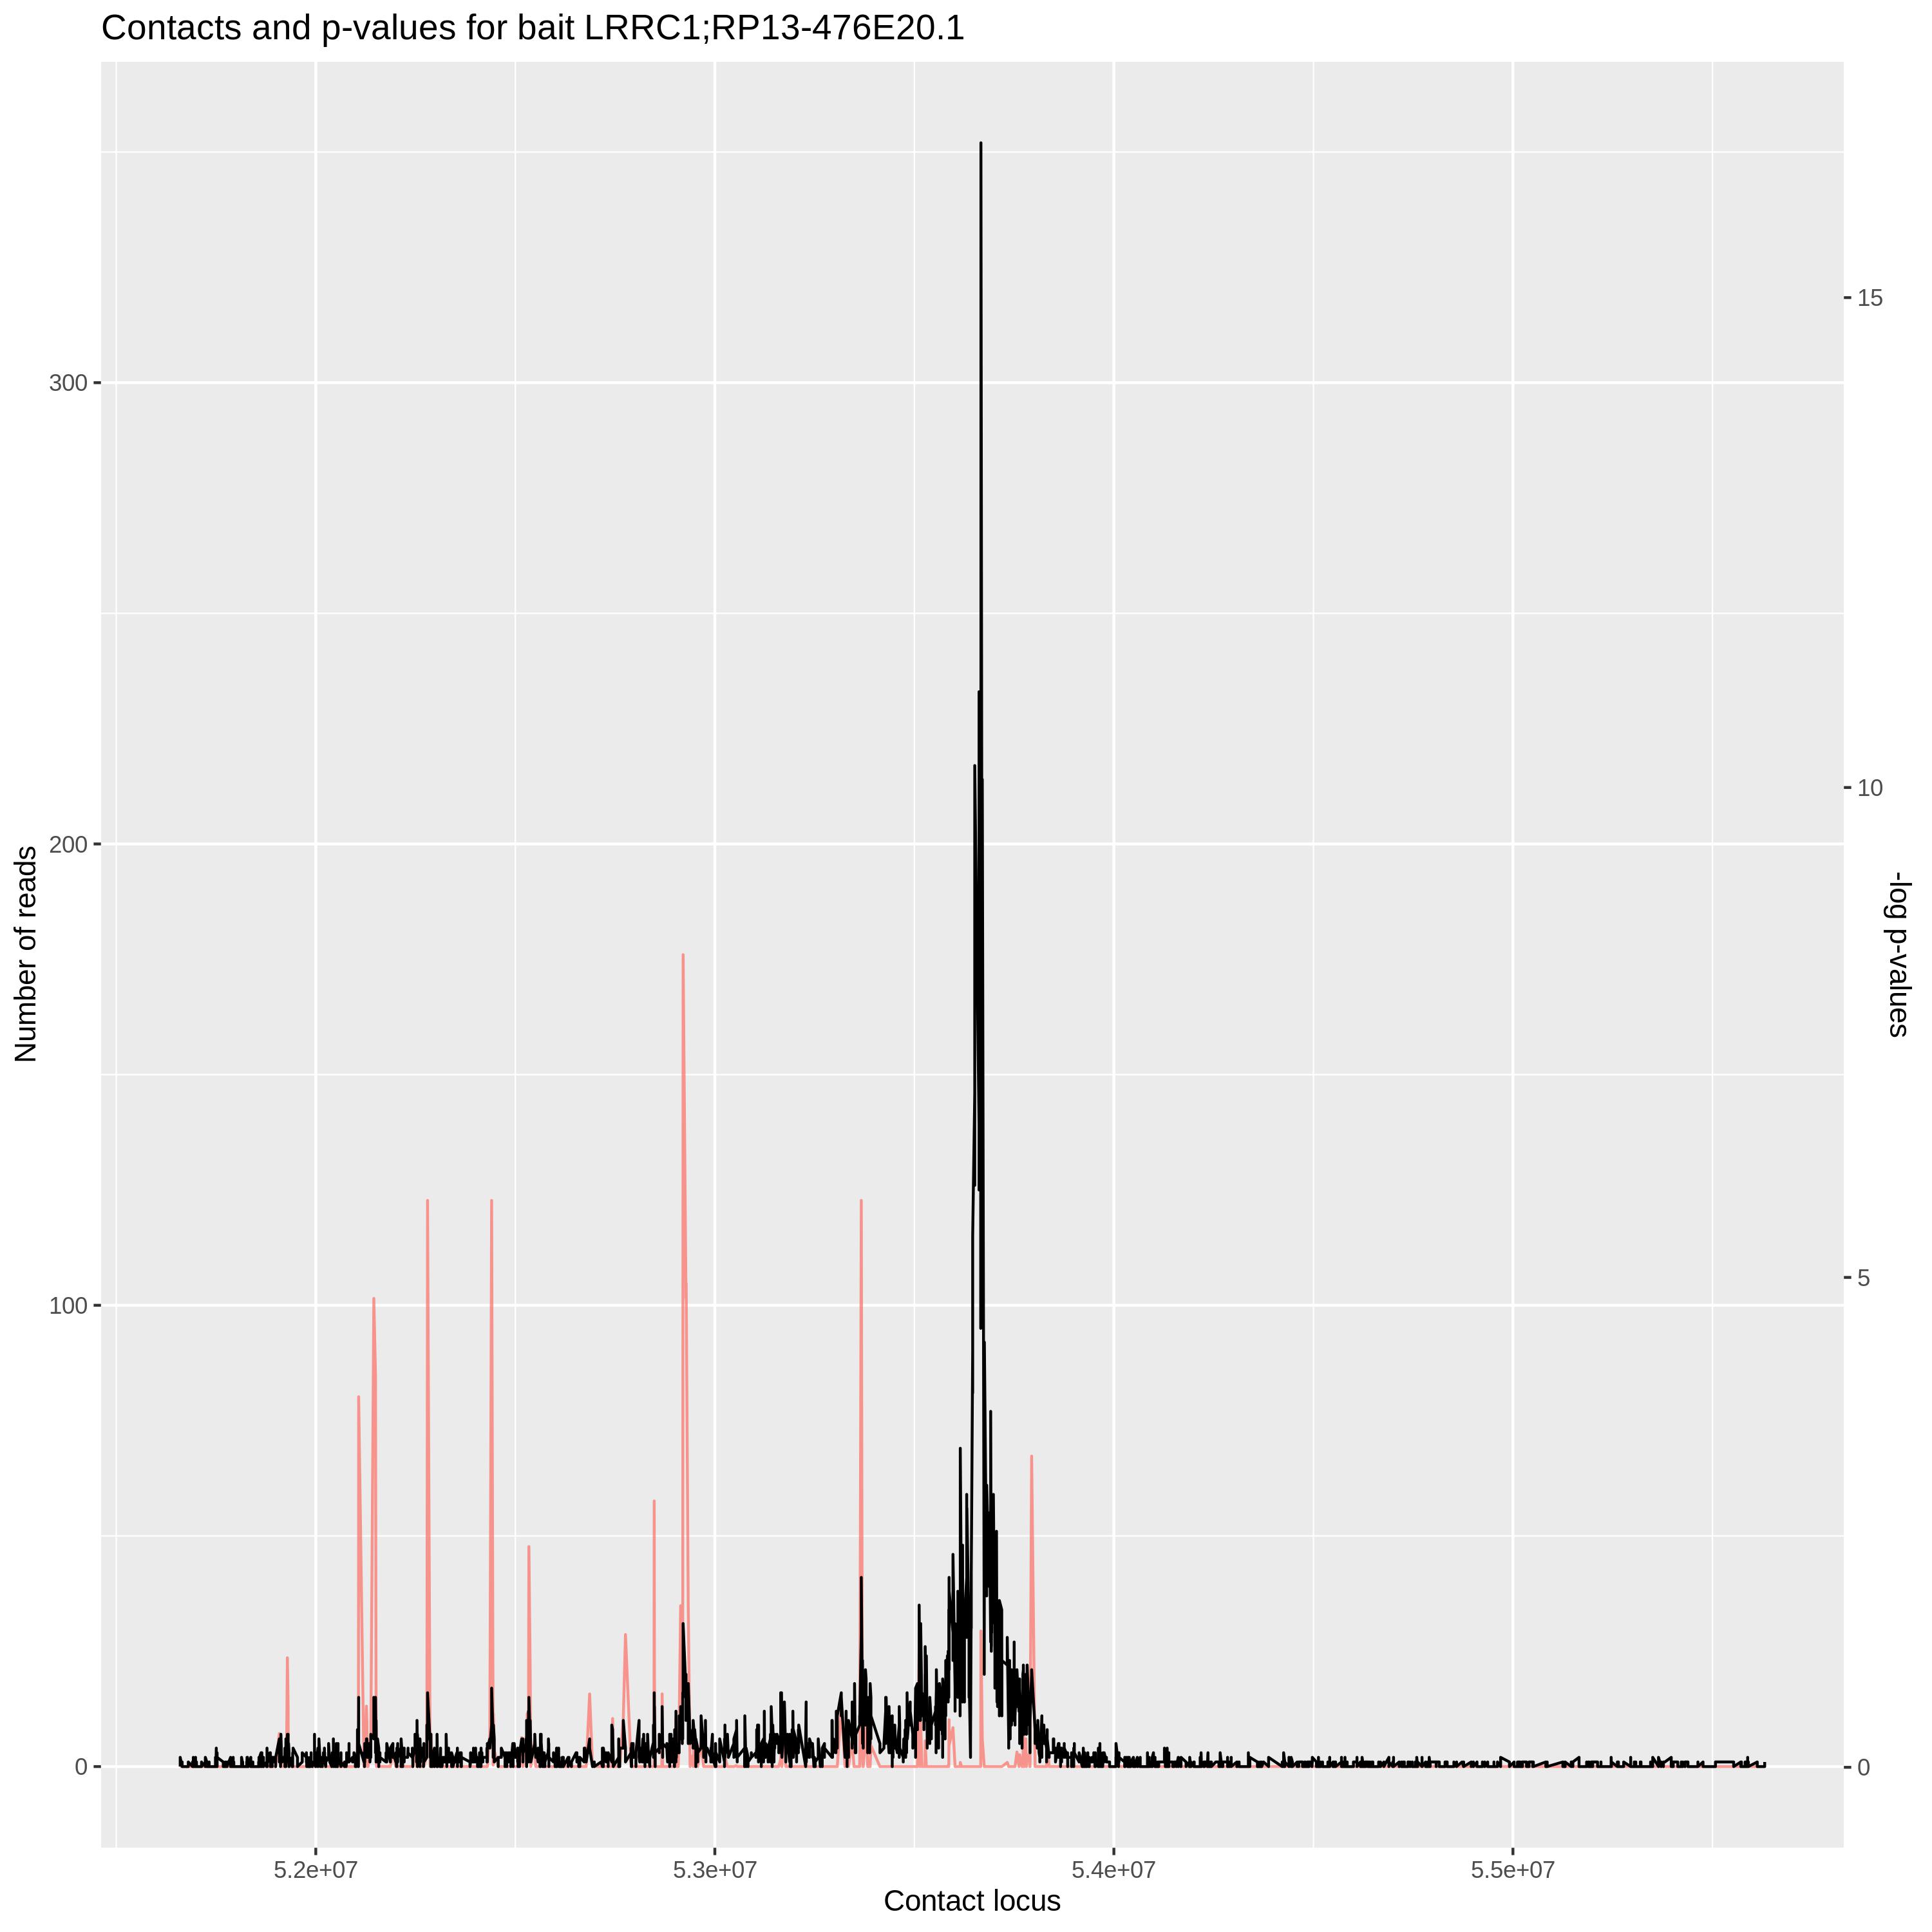 Contacts and p-values for bait LRRC1;RP13-476E20.1
Number of reads
300
200
100
0
15
10
5
0
-log p-values
5.2e+07 5.3e+07 5.4e+07 5.5e+07
Contact locus